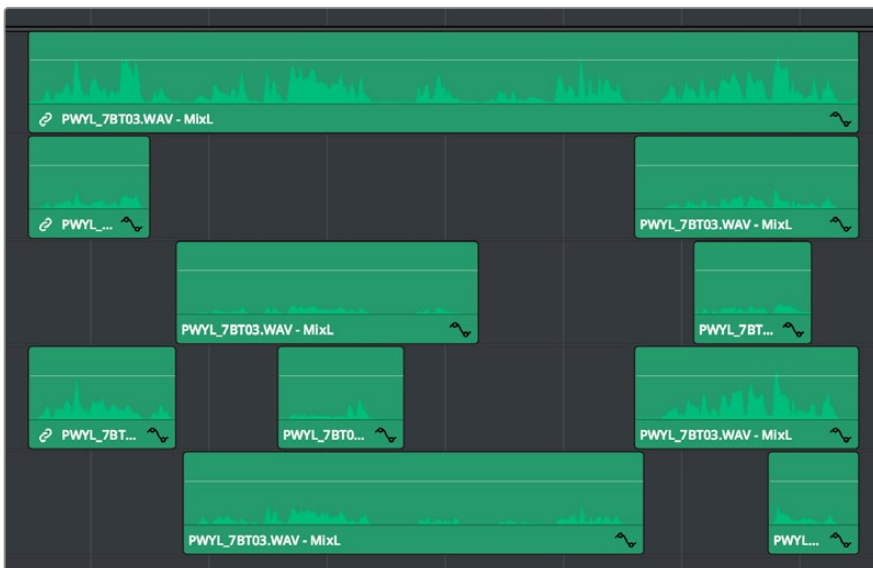 PWYL_7BT03.WAV - MixL
PWYL_...
PWYL_7BT03.WAV - MixL
PWYL_7BT03.WAV - MixL
PWYL_7BT...
PWYL_7BT...
PWYL_7BT0...
PWYL_7BT03.WAV - MixL
PWYL_7BT03.WAV - MixL
PWYL...